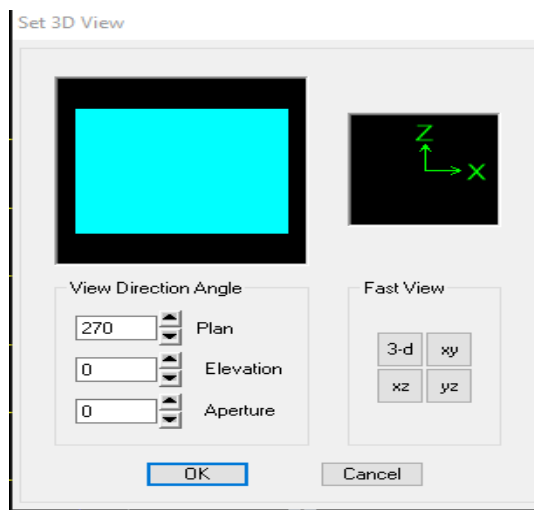 Set 3D View
Z
X
View Direction Angle
270 Plan
0 Elevation
0 Aperture
Fast View
3-d xy
xz yz
OK Cancel